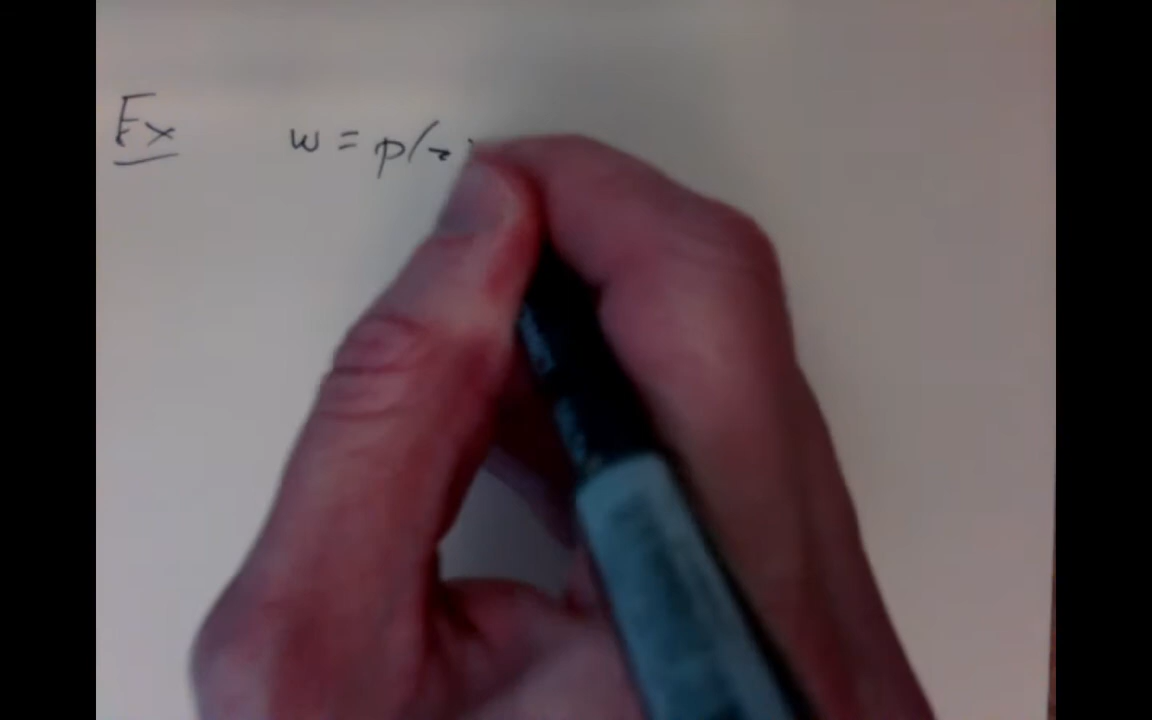 Ex w = p(